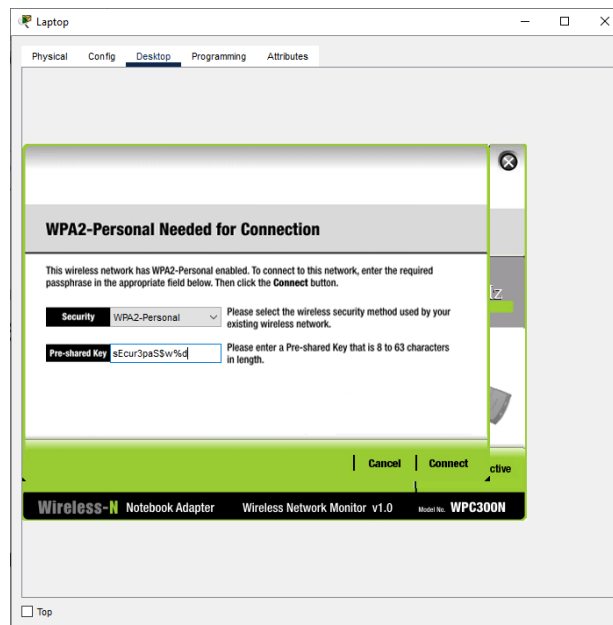 Laptop
Physical Config Desktop Programming Attributes
WPA2-Personal Needed for Connection
This wireless network has WPA2-Personal enabled. To connect to this network, enter the required
passphrase in the appropriate field below. Then click the Connect button.
Security WPA2-Personal Please select the wireless security method used by your
existing wireless network.
Pre-shared Key sEcur3paS$w%d Please enter a Pre-shared Key that is 8 to 63 characters
in length.
Cancel Connect
ctive
Wireless-N Notebook Adapter Wireless Network Monitor v1.0 Model No. WPC300N
Top